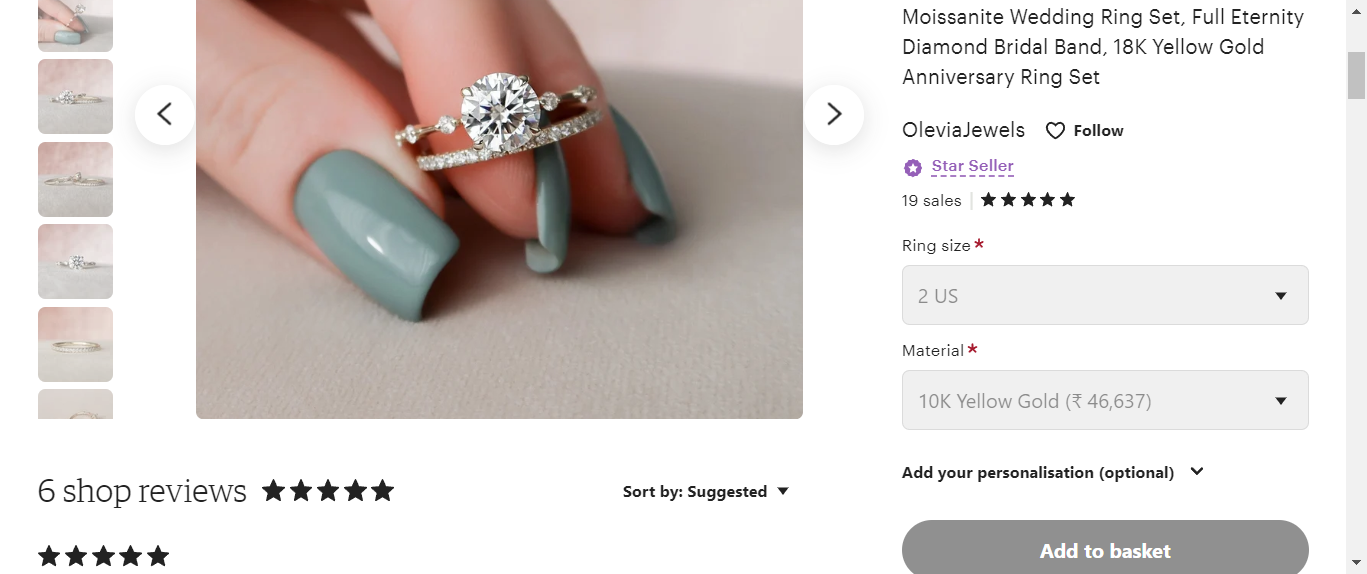 Moissanite Wedding Ring Set, Full Eternity
Diamond Bridal Band, 18K Yellow Gold
Anniversary Ring Set
OleviaJewels Follow
Star Seller
19 sales
Ring size*
2 US
Material*
10K Yellow Gold (₹ 46,637)
Add your personalisation (optional)
Add to basket
6 shop reviews
Sort by: Suggested